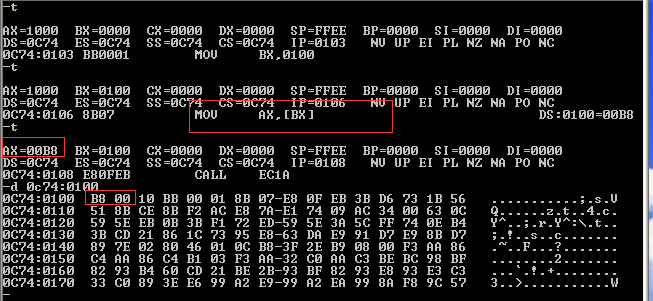 -t
AX=1000 BX=0000 CX=0000 DX=0000 SP=FFEE BP=0000 SI=0000 DI=0000
DS=0C74 ES=0C74 SS=0C74 CS=0C74 IP=0103 NV UP EI PL NZ NA PO NC
0C74:0103 BB0001 MOV BX,0100
-t
AX=1000 BX=0100 CX=0000 DX=0000 SP=FFEE BP=0000 SI=0000 DI=0000
DS=0C74 ES=0C74 SS=0C74 CS=0C74 IP=0106 NV UP EI PL NZ NA PO NC
0C74:0106 8B07 MOV AX,[BX] DS:0100=00B8
-t
AX=00B8 BX=0100 CX=0000 DX=0000 SP=FFEE BP=0000 SI=0000 DI=0000
DS=0C74 ES=0C74 SS=0C74 CS=0C74 IP=0108 NV UP EI PL NZ NA PO NC
0C74:0108 E80FEB CALL EC1A
-d 0c74:0100
0C74:0100 B8 00 10 BB 00 01 8B 07-E8 0F EB 3B D6 73 1B 56 ...........;.s.V
0C74:0110 51 8B CE 8B F2 AC E8 7A-E1 74 09 AC 34 00 63 0C Q......z.t..4.c.
0C74:0120 59 5E EB 0B 3B F1 72 ED-59 5E 3A 5C FF 74 0E B4 Y^..;.r.Y^:\.t..
0C74:0130 3B CD 21 86 1C 73 95 E8-63 DA E9 91 D7 E9 8B D7 ;.!..s..c.......
0C74:0140 89 7E 02 80 46 01 0C B8-3F 2E B9 08 00 F3 AA 86 .~..F...?.......
0C74:0150 C4 AA 86 C4 B1 03 F3 AA-32 C0 AA C3 BE BC 98 BF ........2.......
0C74:0160 82 93 B4 60 CD 21 BE 2B-93 BF 82 93 E8 93 E3 C3 ...`.!.+........
0C74:0170 33 C0 89 3E E6 99 A2 E9-99 A2 EA 99 8A F8 9C 57 3..>...........W